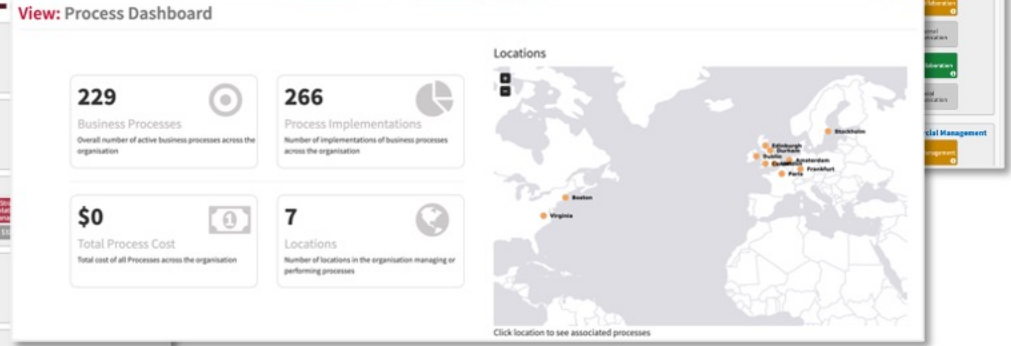 View: Process Dashboard
229
Business Processes
Overall number of active business processes across the
organisation
266
Process Implementations
Number of implementations of business processes
across the organisation
$0
Total Process Cost
Total cost of all Processes across the organisation
1
7
Locations
Number of locations in the organisation managing or
performing processes
Locations
+
-
Stockholm
Edinburgh
Durham
Dublin
Amsterdam
Frankfurt
Paris
Boston
Virginia
Click location to see associated processes